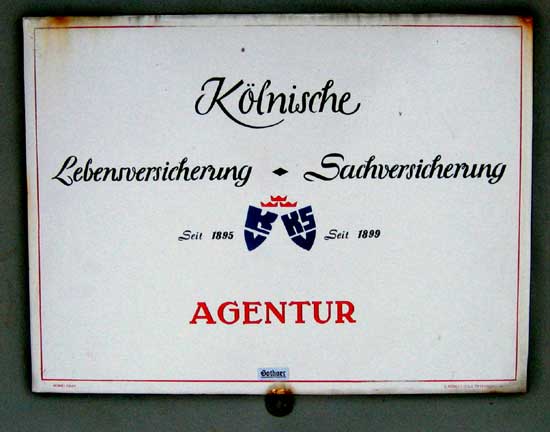 Kölnische
Lebensversicherung Sachversicherung
KL KS
Seit 1895 Seit 1899
AGENTUR
Gothaer